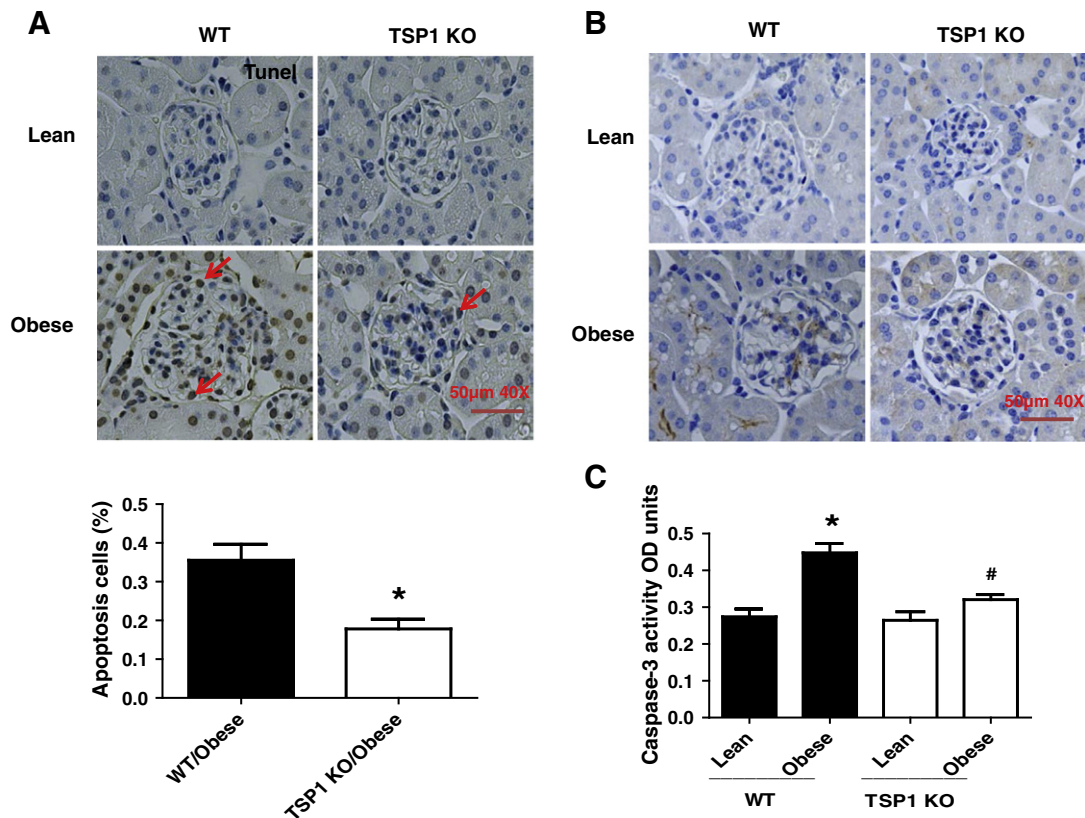 A
WT
TSP1 KO
Tunel
Lean
Obese
50µm 40X
Apoptosis cells (%)
0.5
0.4
0.3
0.2
0.1
0.0
*
WT/Obese
TSP1 KO/Obese
B
WT
TSP1 KO
Lean
Obese
50µm 40X
C
Caspase-3 activity OD units
0.5
0.4
0.3
0.2
0.1
0.0
*
#
Lean
Obese
Lean
Obese
WT
TSP1 KO